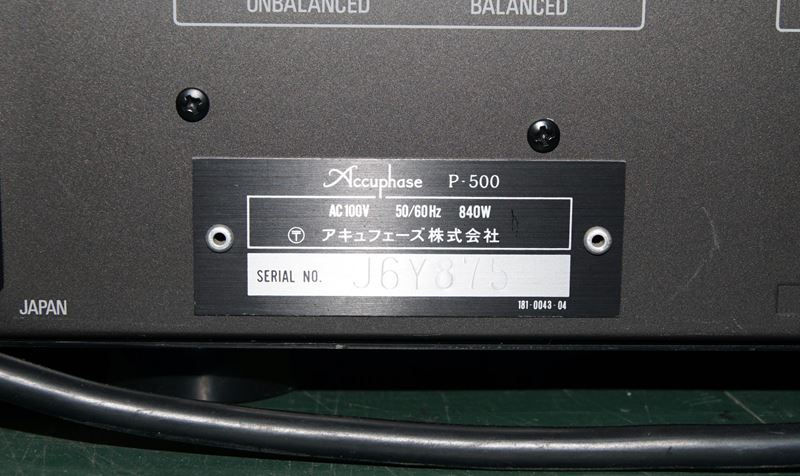 UNBALANCED BALANCED
Accuphase P-500
AC100V 50/60Hz 840W
〒 アキュフェーズ株式会社
SERIAL NO. J6Y875
181-0043-04
JAPAN